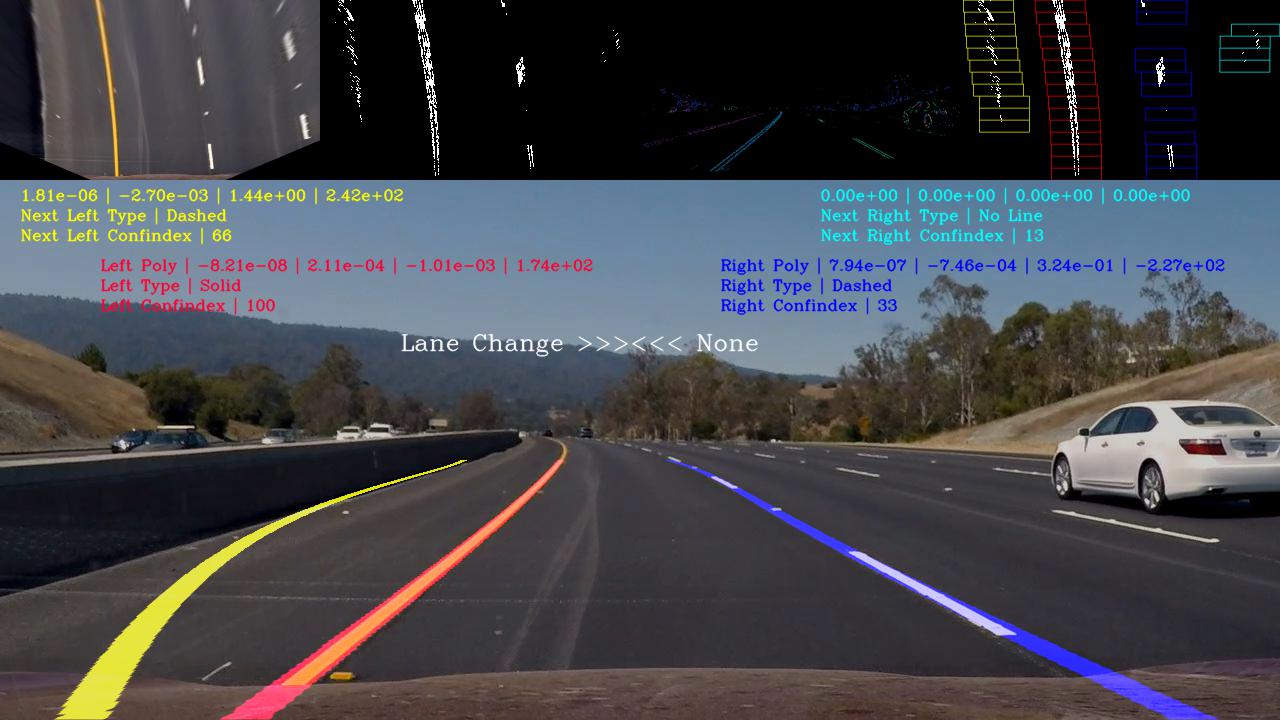 1.81e-06 | -2.70e-03 | 1.44e+00 | 2.42e+02
Next Left Type | Dashed
Next Left Confindex | 66
0.00e+00 | 0.00e+00 | 0.00e+00 | 0.00e+00
Next Right Type | No Line
Next Right Confindex | 13
Left Poly | -8.21e-08 | 2.11e-04 | -1.01e-03 | 1.74e+02
Left Type | Solid
Left Confindex | 100
Right Poly | 7.94e-07 | -7.46e-04 | 3.24e-01 | -2.27e+02
Right Type | Dashed
Right Confindex | 33
Lane Change >>><<< None